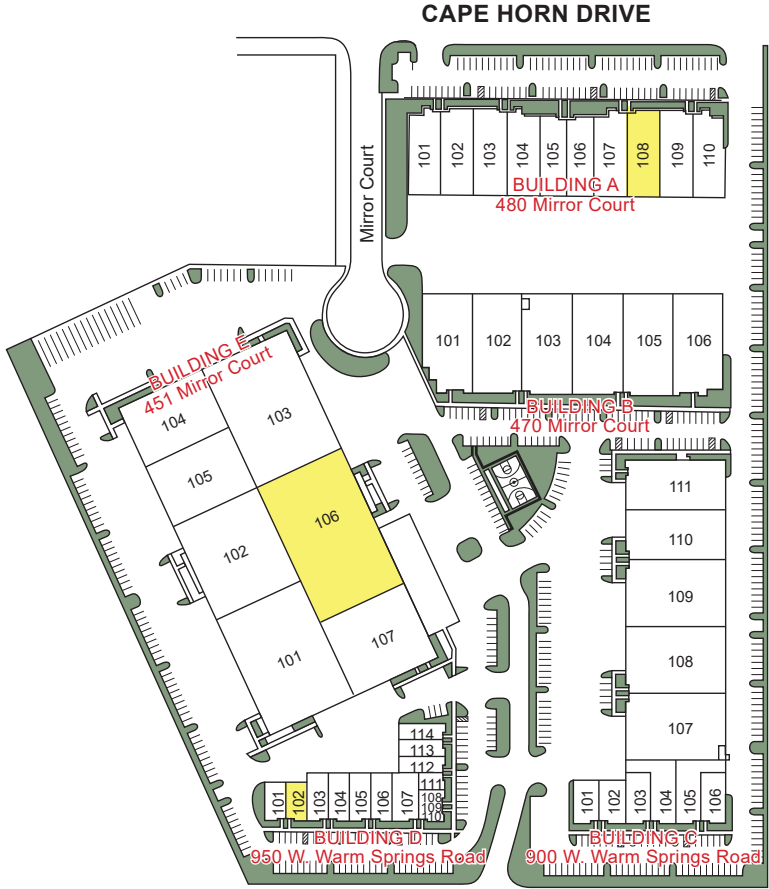 CAPE HORN DRIVE
Mirror Court
101 102 103 104 105 106 107 108 109 110
BUILDING A
480 Mirror Court
101 102 103 104 105 106
BUILDING B
470 Mirror Court
BUILDING E
451 Mirror Court
104
103
105
106
102
107
101
111
110
109
108
107
101 102 103 104 105 106
BUILDING C
900 W. Warm Springs Road
114
113
112
111
108
109
110
101 102 103 104 105 106 107
BUILDING D
950 W. Warm Springs Road